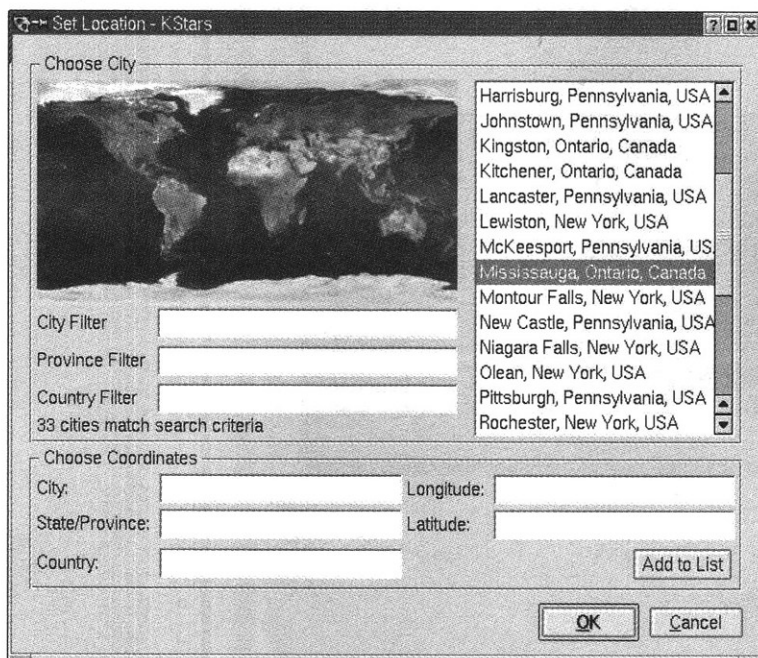 Set Location - KStars
Choose City
Harrisburg, Pennsylvania, USA
Johnstown, Pennsylvania, USA
Kingston, Ontario, Canada
Kitchener, Ontario, Canada
Lancaster, Pennsylvania, USA
Lewiston, New York, USA
McKeesport, Pennsylvania, US
Mississauga, Ontario, Canada
Montour Falls, New York, USA
New Castle, Pennsylvania, USA
Niagara Falls, New York, USA
Olean, New York, USA
Pittsburgh, Pennsylvania, USA
Rochester, New York, USA
City Filter
Province Filter
Country Filter
33 cities match search criteria
Choose Coordinates
City:
Longitude:
State/Province:
Latitude:
Country:
Add to List
OK
Cancel